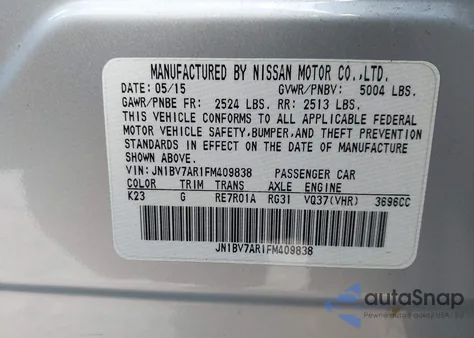 MANUFACTURED BY NISSAN MOTOR CO.,LTD.
DATE: 05/15 GVWR/PNBV: 5004 LBS.
GAWR/PNBE FR: 2524 LBS. RR: 2513 LBS.
THIS VEHICLE CONFORMS TO ALL APPLICABLE FEDERAL
MOTOR VEHICLE SAFETY, BUMPER, AND THEFT PREVENTION
STANDARDS IN EFFECT ON THE DATE OF MANUFACTURE
SHOWN ABOVE.
VIN: JN1BV7AR1FM409838 PASSENGER CAR
COLOR TRIM TRANS AXLE ENGINE
K23 G RE7R01A RG31 VQ37(VHR) 3696CC
JN1BV7AR1FM409838
autoSnap